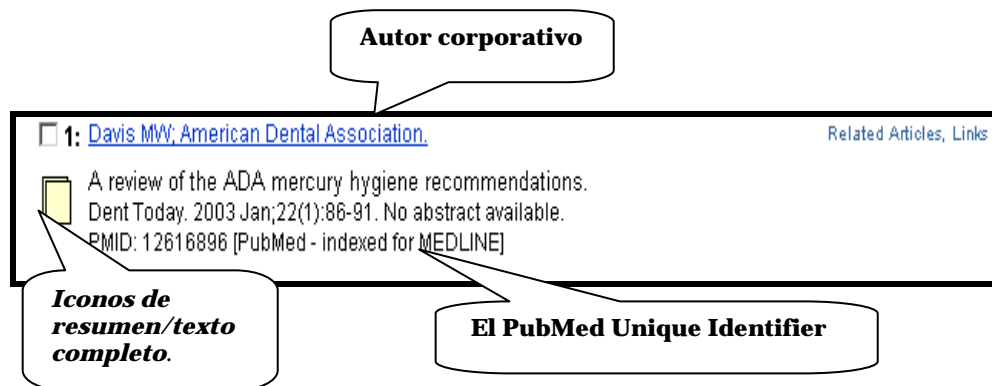 Autor corporativo
1: Davis MW; American Dental Association.
Related Articles, Links
A review of the ADA mercury hygiene recommendations.
Dent Today. 2003 Jan;22(1):86-91. No abstract available.
PMID: 12616896 [PubMed - indexed for MEDLINE]
Iconos de
resumen/texto
completo.
El PubMed Unique Identifier